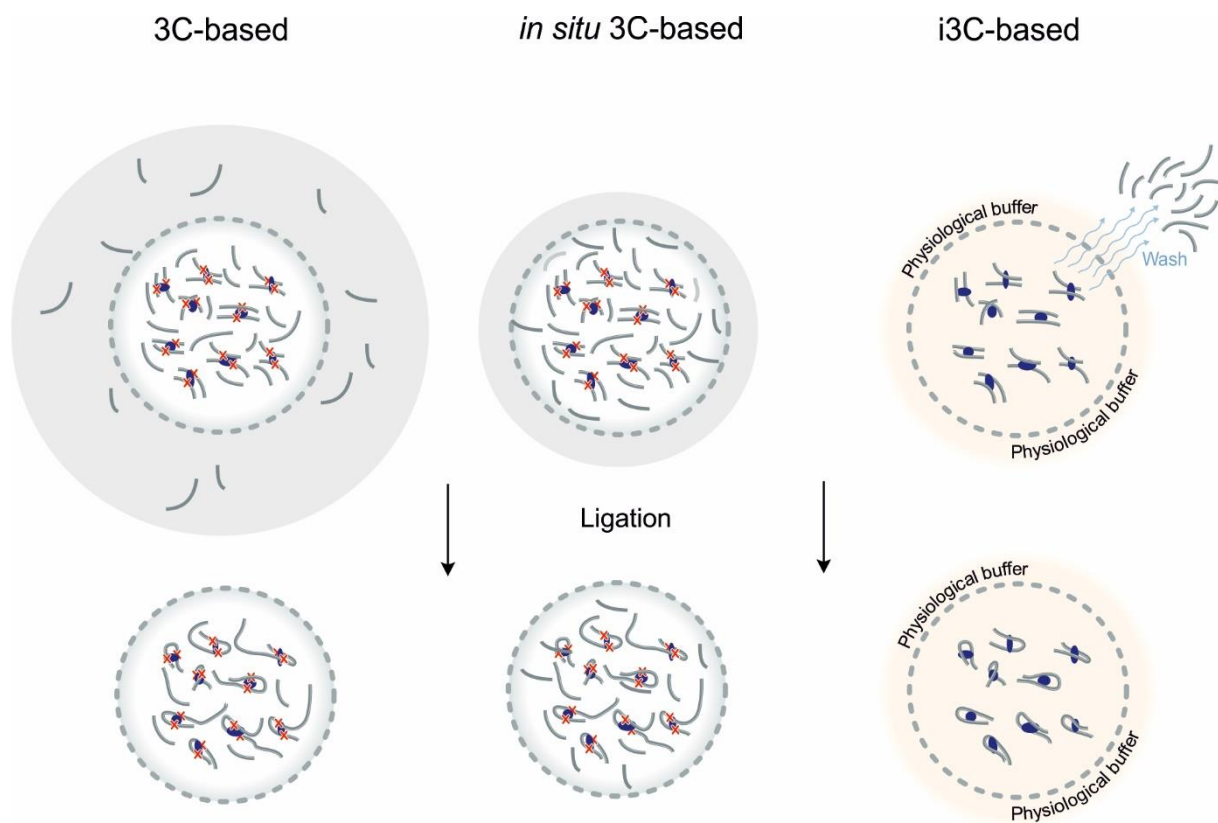 3C-based
in situ 3C-based
i3C-based
Physiological buffer
Wash
Physiological buffer
Ligation
Physiological buffer
Physiological buffer